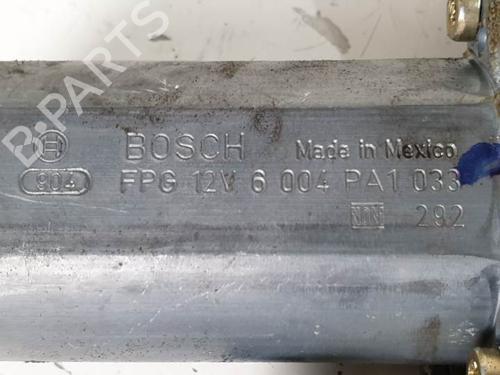 B-PARTS
BOSCH Made in Mexico
904 FPG 12V 6 004 PA1 033
292